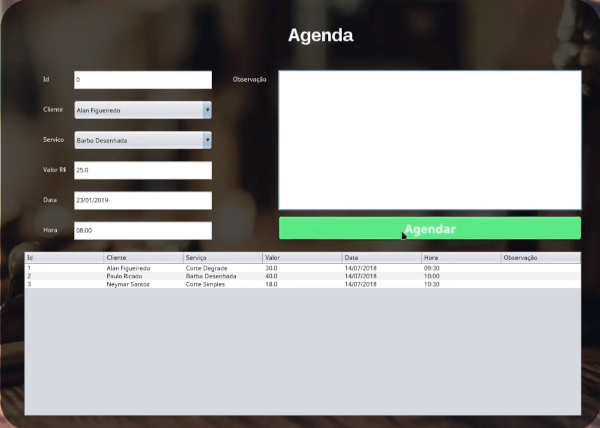 Agenda
Id 0
Observação
Cliente Alan Figueiredo
Servico Barba Desenhada
Valor R$ 25.0
Data 23/01/2019
Hora 08:00
Agendar
Id Cliente Serviço Valor Data Hora Observação
1 Alan Figueiredo Corte Degrade 30.0 14/07/2018 09:30
2 Paulo Ricado Barba Desenhada 40.0 14/07/2018 10:00
3 Neymar Santos Corte Simples 18.0 14/07/2018 10:30